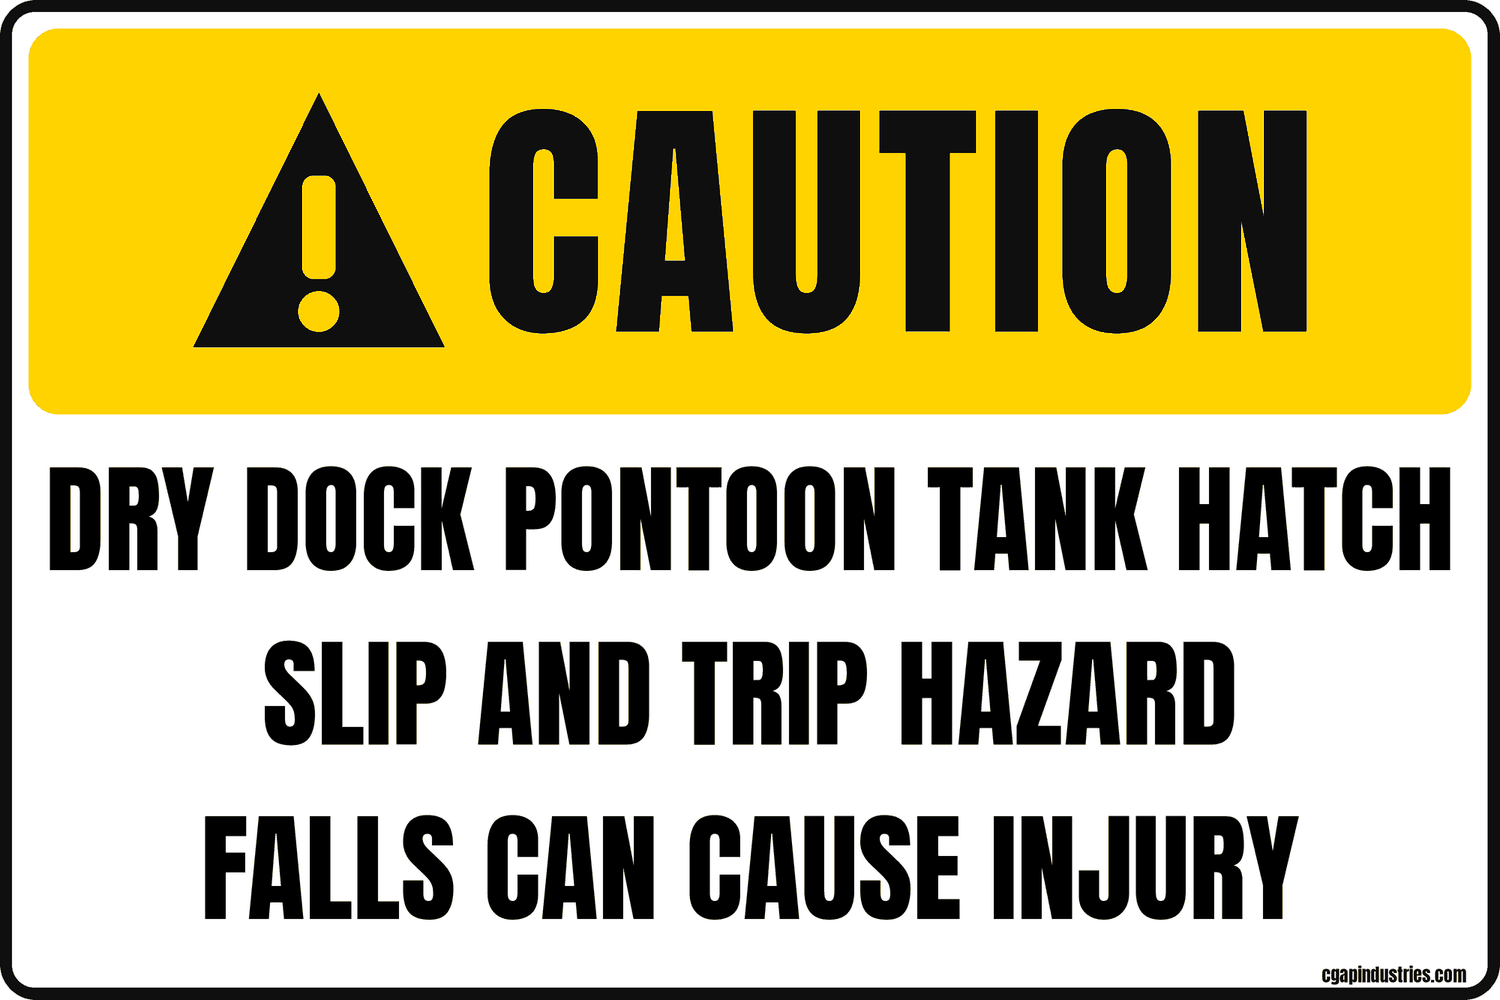 CAUTION
DRY DOCK PONTOON TANK HATCH
SLIP AND TRIP HAZARD
FALLS CAN CAUSE INJURY
cgapindustries.com